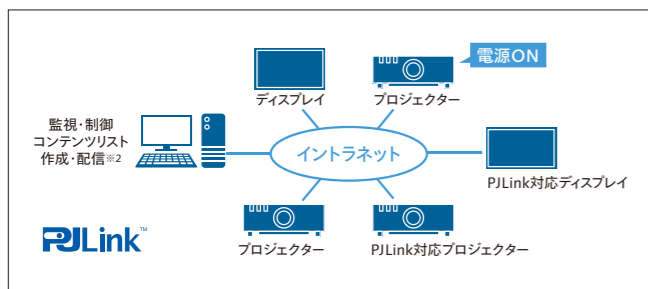 電源ON
ディスプレイ
プロジェクター
監視・制御
コンテンツリスト
作成・配信※2
イントラネット
PJLink対応ディスプレイ
プロジェクター
PJLink対応プロジェクター
PJLink™